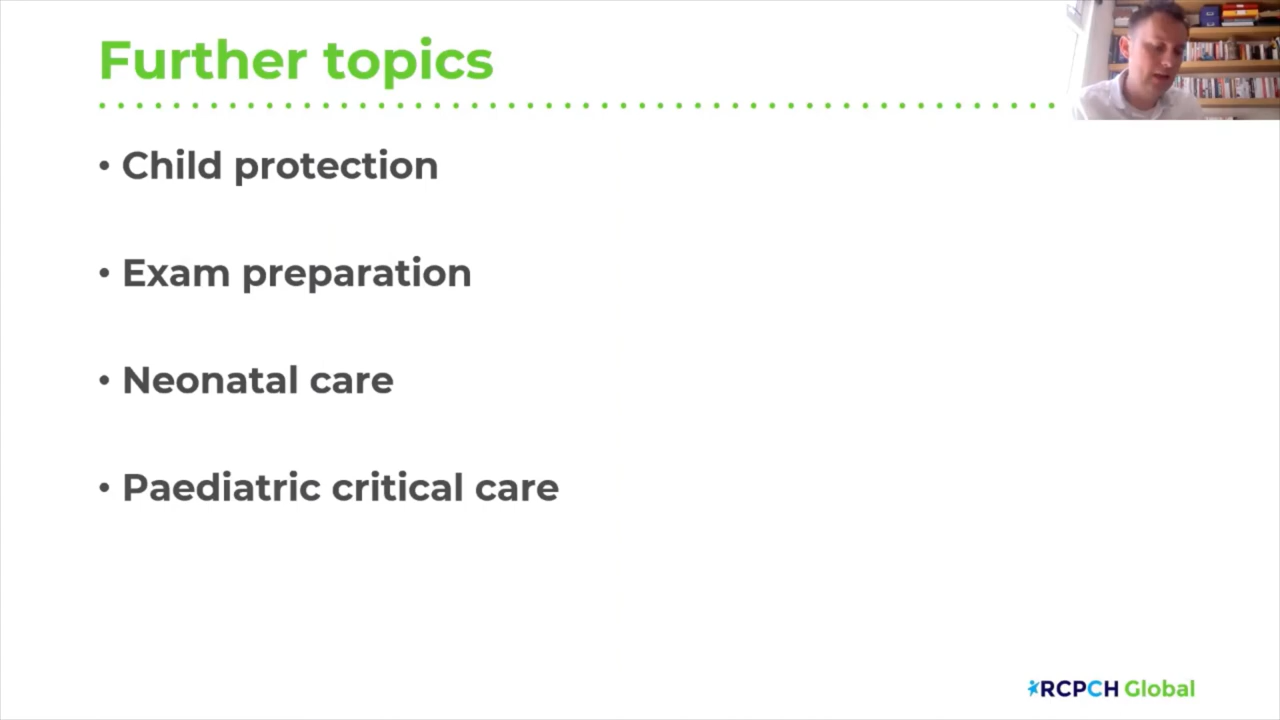 Further topics
• Child protection
• Exam preparation
• Neonatal care
• Paediatric critical care
RCPCH Global